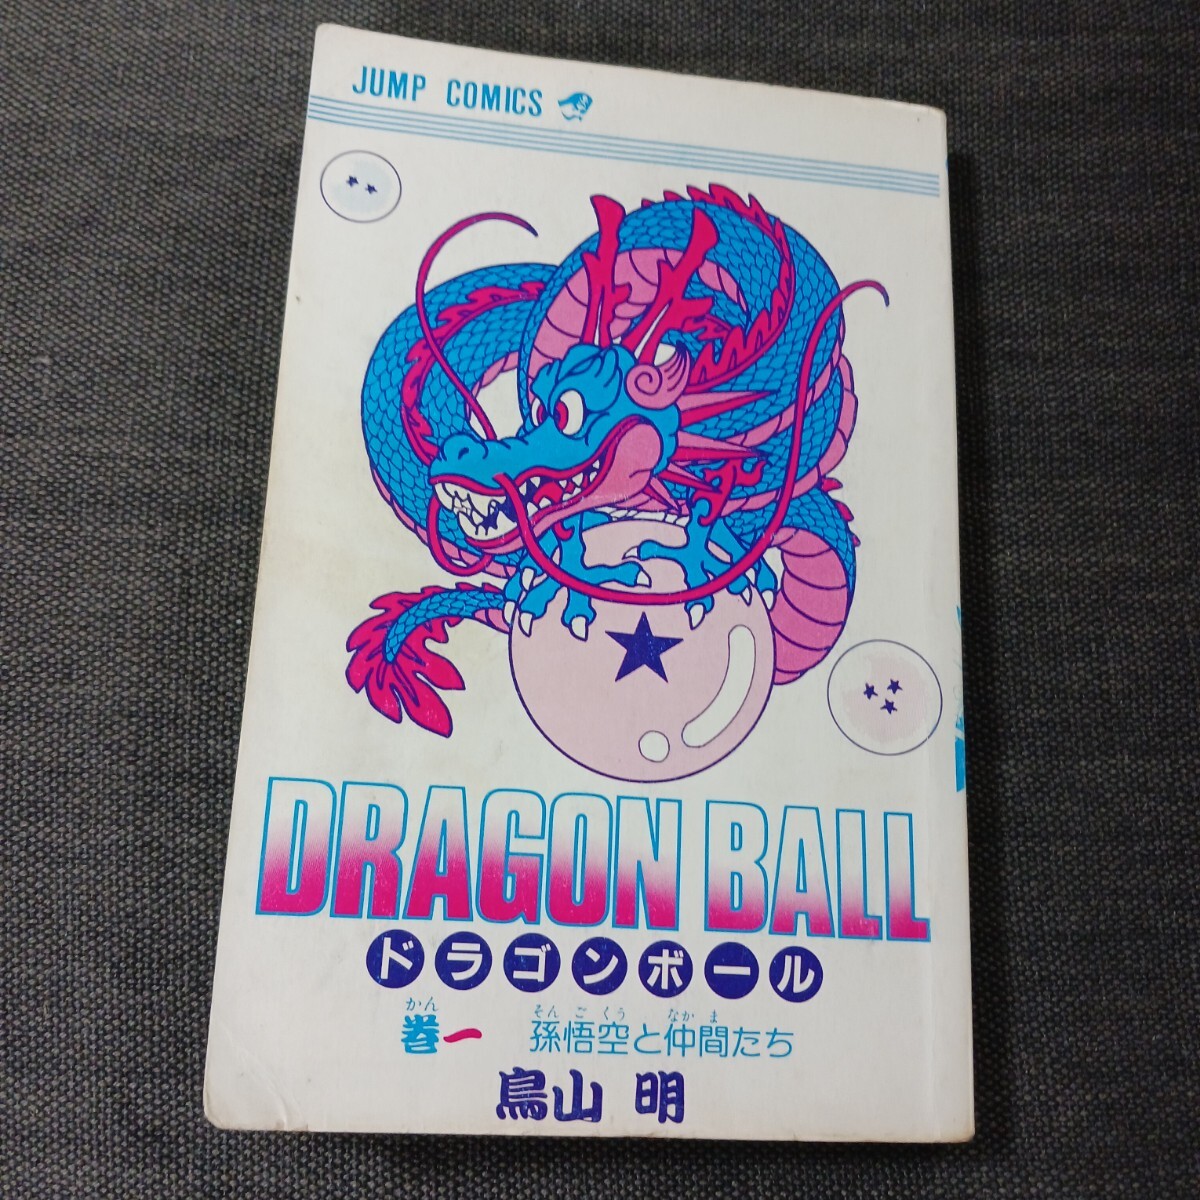 JUMP COMICS
DRAGON BALL
ドラゴンボール
かん そんごくう なかま
巻一 孫悟空と仲間たち
鳥山 明